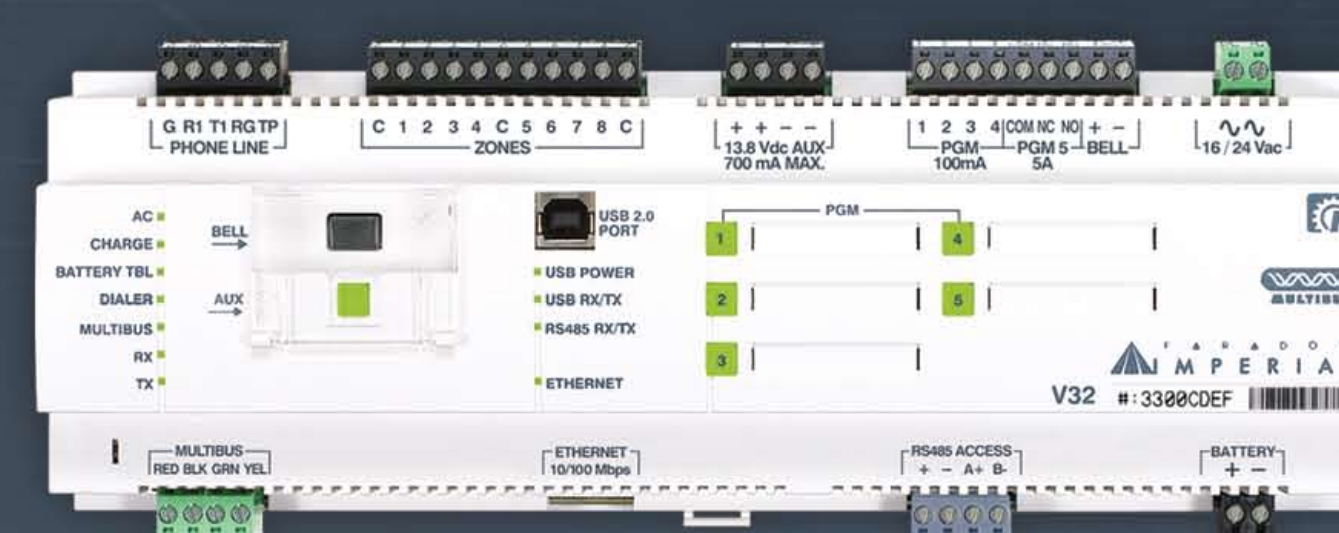 G R1 T1 RG TP
PHONE LINE
C 1 2 3 4 C 5 6 7 8 C
ZONES
+ + - -
13.8 Vdc AUX
700 mA MAX.
1 2 3 4 COM NC NO + -
PGM PGM 5 BELL
100mA 5A
16 / 24 Vac
AC
CHARGE
BATTERY TBL
DIALER
MULTIBUS
RX
TX
BELL
AUX
USB 2.0
PORT
USB POWER
USB RX/TX
RS485 RX/TX
ETHERNET
PGM
1
2
3
4
5
MULTIBUS
PARADO
IMPERIA
V32 #:3300CDEF
MULTIBUS
RED BLK GRN YEL
ETHERNET
10/100 Mbps
RS485 ACCESS
+ - A+ B-
BATTERY
+ -